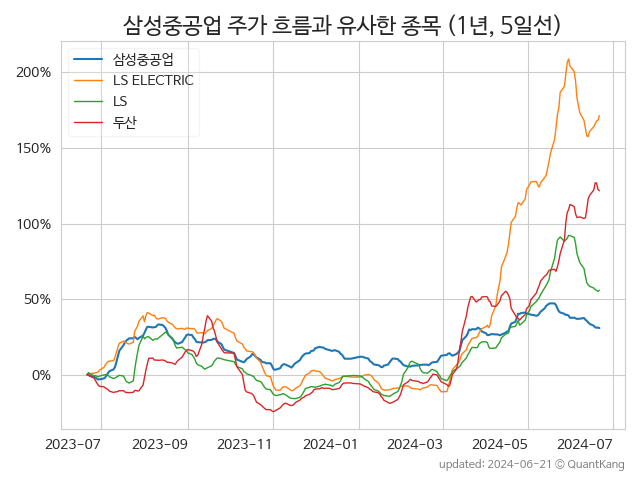 삼성중공업 주가 흐름과 유사한 종목 (1년, 5일선)
삼성중공업
LS ELECTRIC
LS
두산
200%
150%
100%
50%
0%
2023-07 2023-09 2023-11 2024-01 2024-03 2024-05 2024-07
updated: 2024-06-21 © QuantKang